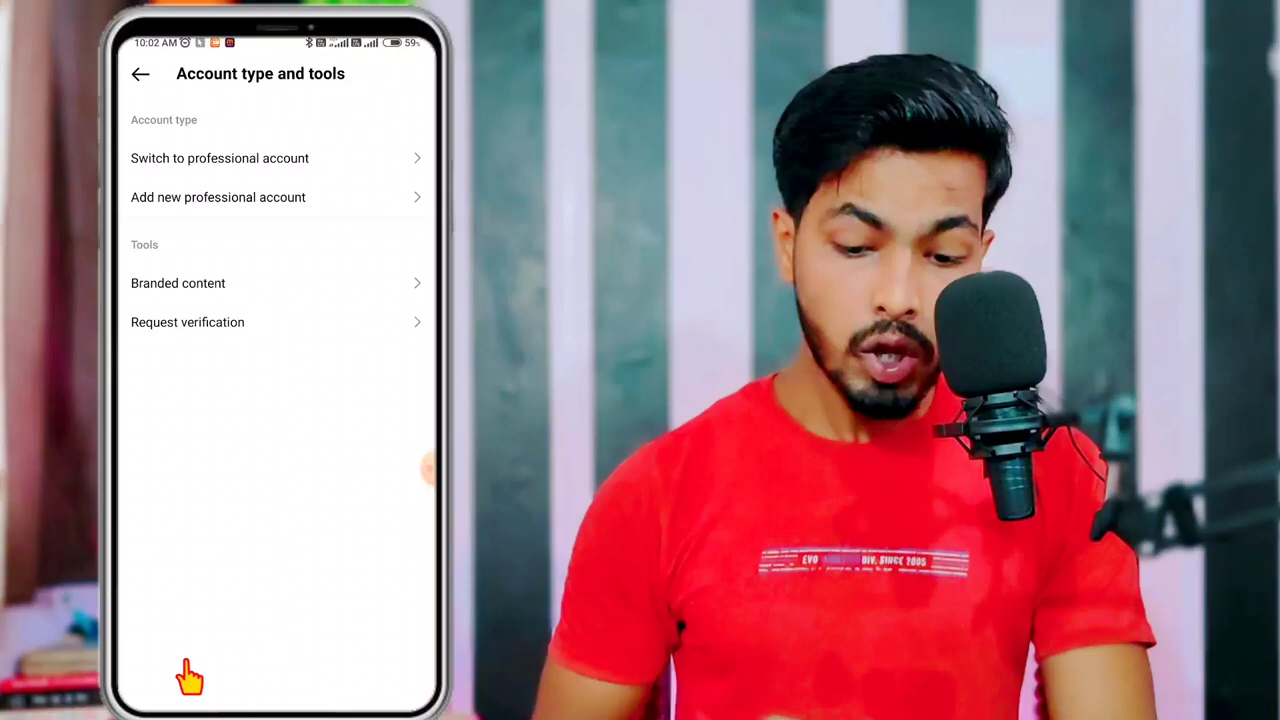 10:02 AM 59%
Account type and tools
Account type
Switch to professional account
Add new professional account
Tools
Branded content
Request verification
EVO DIV. SINCE 2005